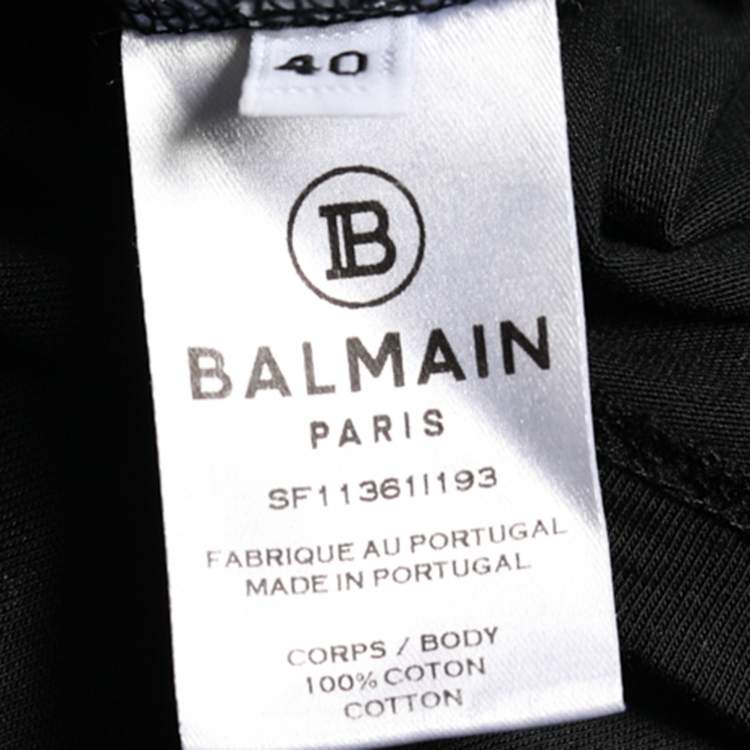 40
B
BALMAIN
PARIS
SF11361I193
FABRIQUE AU PORTUGAL
MADE IN PORTUGAL
CORPS / BODY
100% COTON
COTTON